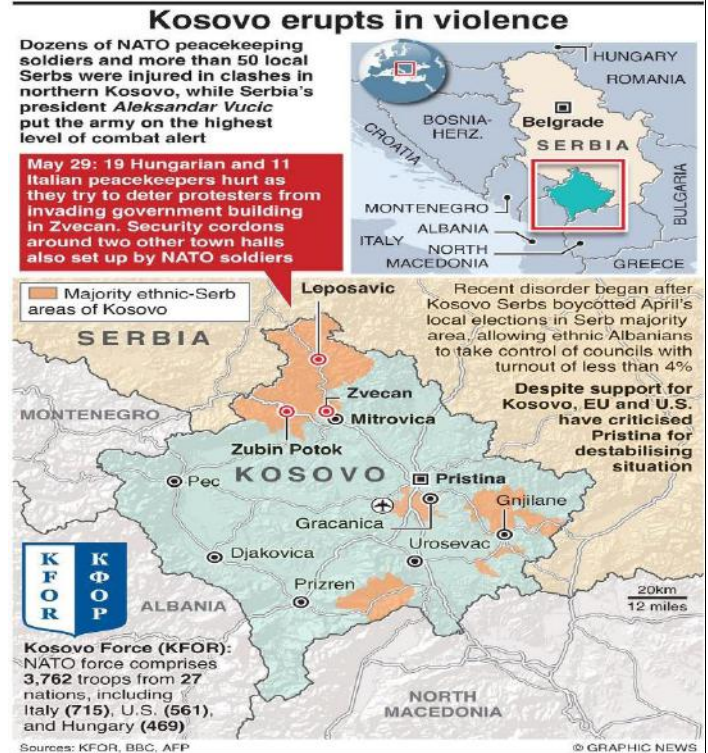 Kosovo erupts in violence
Dozens of NATO peacekeeping
soldiers and more than 50 local
Serbs were injured in clashes in
northern Kosovo, while Serbia's
president Aleksandar Vucic
put the army on the highest
level of combat alert
May 29: 19 Hungarian and 11
Italian peacekeepers hurt as
they try to deter protesters from
invading government building
in Zvecan. Security cordons
around two other town halls
also set up by NATO soldiers
HUNGARY
ROMANIA
BOSNIA-
HERZ.
CROATIA
Belgrade
SERBIA
BULGARIA
MONTENEGRO
ALBANIA
ITALY
NORTH
MACEDONIA
GREECE
Majority ethnic-Serb
areas of Kosovo
Leposavic
Recent disorder began after
Kosovo Serbs boycotted April's
local elections in Serb majority
area, allowing ethnic Albanians
to take control of councils with
turnout of less than 4%
Despite support for
Kosovo, EU and U.S.
have criticised
Pristina for
destabilising
situation
SERBIA
MONTENEGRO
Zvecan
Mitrovica
Zubin Potok
KOSOVO
Pec
Pristina
Gnjilane
Gracanica
Urosevac
Djakovica
Prizren
ALBANIA
20km
12 miles
NORTH
MACEDONIA
KFOR
КФОР
Kosovo Force (KFOR):
NATO force comprises
3,762 troops from 27
nations, including
Italy (715), U.S. (561),
and Hungary (469)
Sources: KFOR, BBC, AFP
© GRAPHIC NEWS